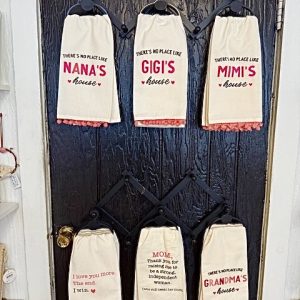 THERE'S NO PLACE LIKE
NANA'S
house
THERE'S NO PLACE LIKE
GIGI'S
house
THERE'S NO PLACE LIKE
MIMI'S
house
I love you more.
The end.
I win.
MOM,
Thank you for
raising me to
be a strong,
independent
woman.
THERE'S NO PLACE LIKE
GRANDMA'S
house